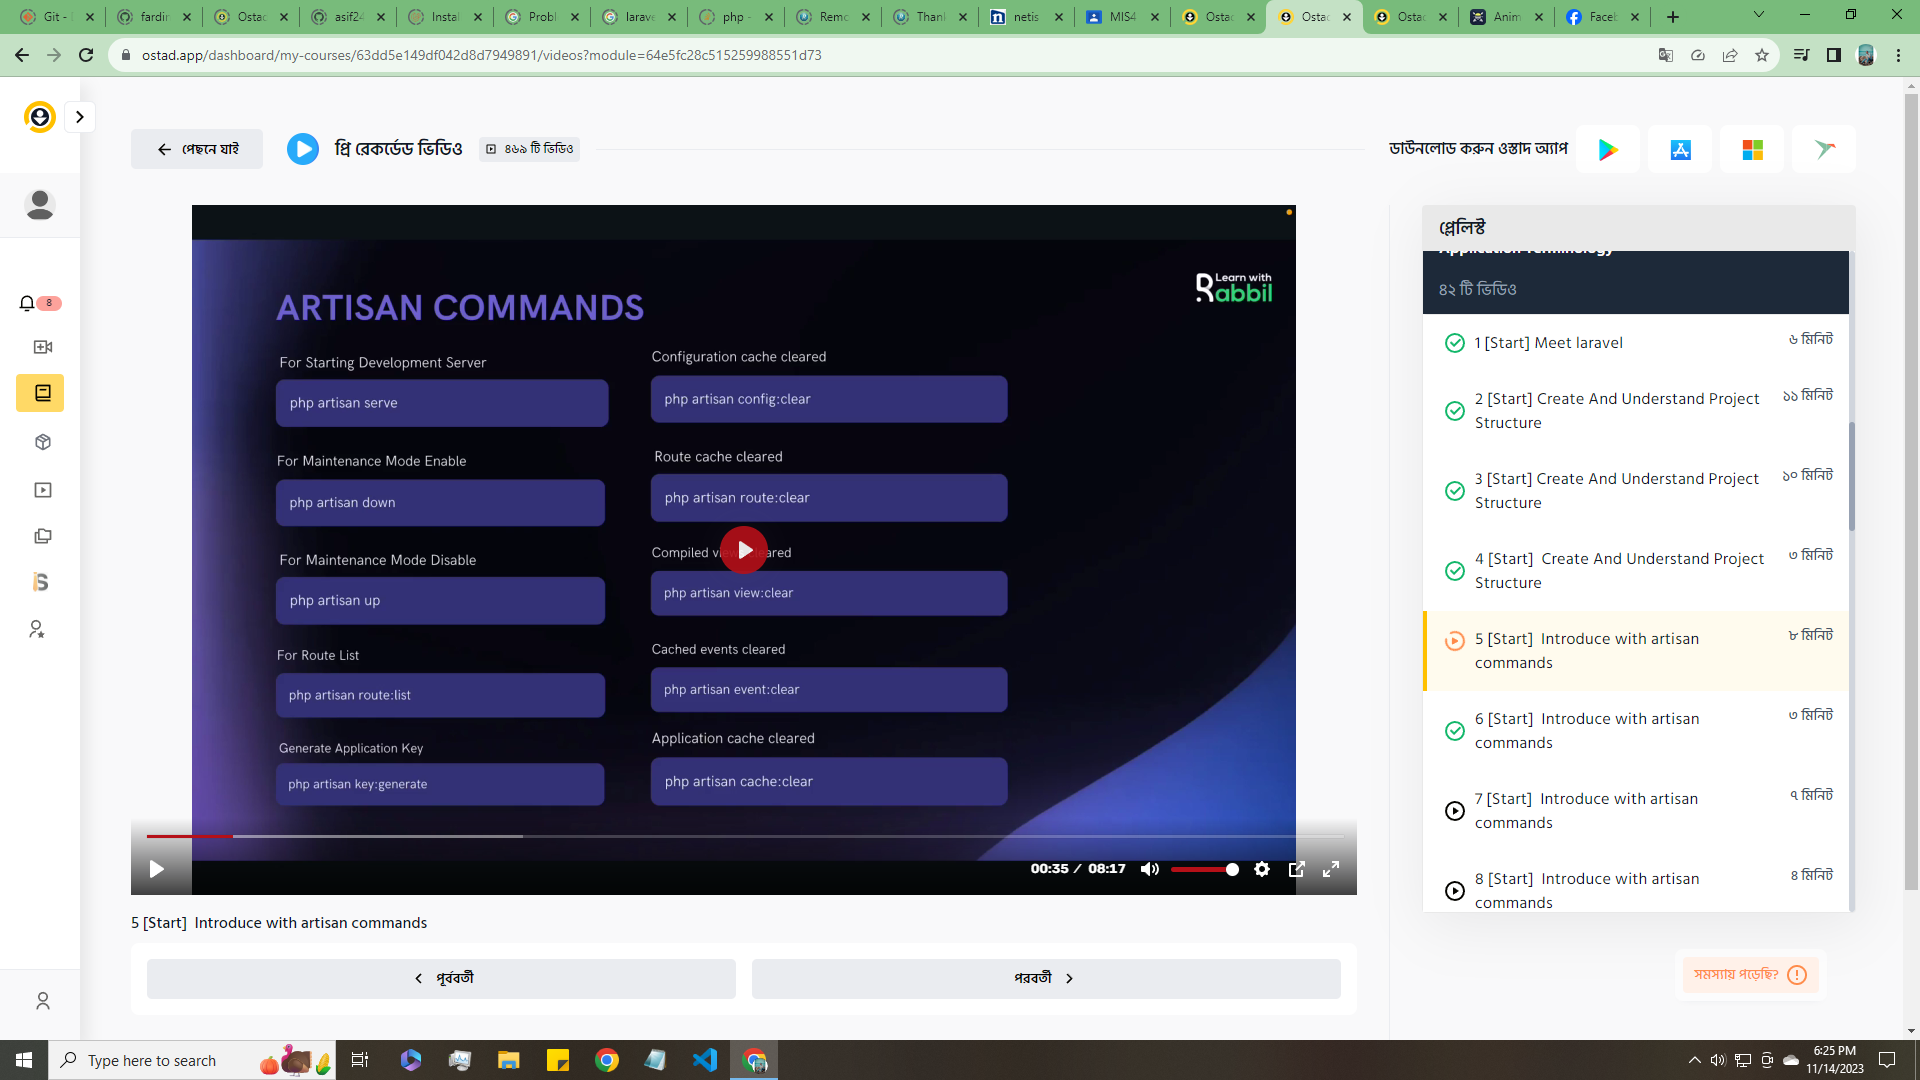 Git - 
fardin
Ostad
asif24
Instal
Probl
larave
php -
Remo
Thank
netis
MIS4
Ostad
Ostad
Ostad
Anim
Faceb
ostad.app/dashboard/my-courses/63dd5e149df042d8d7949891/videos?module=64e5fc28c515259988551d73
পেছনে যাই
প্রি রেকর্ডেড ভিডিও
৪৬৯ টি ভিডিও
ডাউনলোড করুন ওস্তাদ অ্যাপ
8
Learn with
Rabbil
ARTISAN COMMANDS
For Starting Development Server
php artisan serve
For Maintenance Mode Enable
php artisan down
For Maintenance Mode Disable
php artisan up
For Route List
php artisan route:list
Generate Application Key
php artisan key:generate
Configuration cache cleared
php artisan config:clear
Route cache cleared
php artisan route:clear
Compiled views cleared
php artisan view:clear
Cached events cleared
php artisan event:clear
Application cache cleared
php artisan cache:clear
00:35 / 08:17
5 [Start] Introduce with artisan commands
পূর্ববর্তী
পরবর্তী
প্লেলিস্ট
Application Terminology
৪২ টি ভিডিও
1 [Start] Meet laravel
৬ মিনিট
2 [Start] Create And Understand Project
Structure
১১ মিনিট
3 [Start] Create And Understand Project
Structure
১০ মিনিট
4 [Start] Create And Understand Project
Structure
৩ মিনিট
5 [Start] Introduce with artisan
commands
৮ মিনিট
6 [Start] Introduce with artisan
commands
৩ মিনিট
7 [Start] Introduce with artisan
commands
৭ মিনিট
8 [Start] Introduce with artisan
commands
৪ মিনিট
সমস্যায় পড়েছি?
Type here to search
6:25 PM
11/14/2023